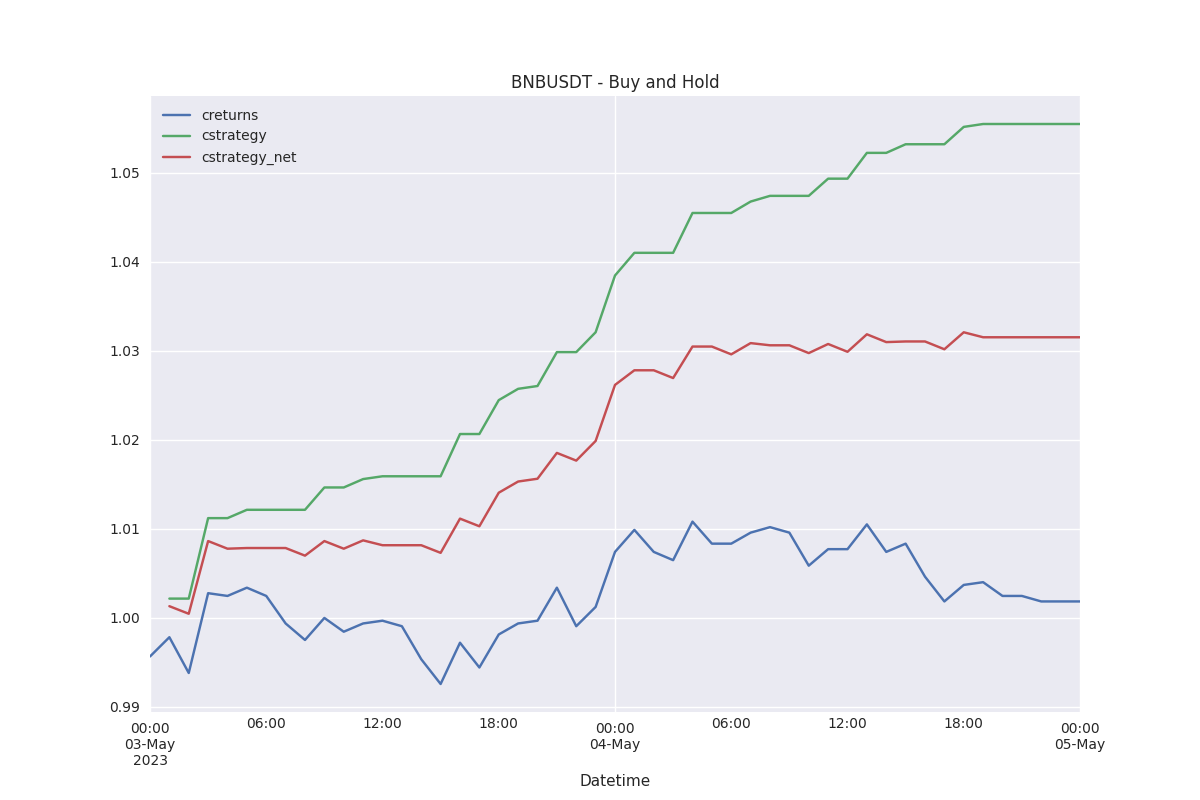 BNBUSDT - Buy and Hold
creturns
cstrategy
cstrategy_net
1.05
1.04
1.03
1.02
1.01
1.00
0.99
00:00 06:00 12:00 18:00 00:00 06:00 12:00 18:00 00:00
03-May 04-May 05-May
2023
Datetime